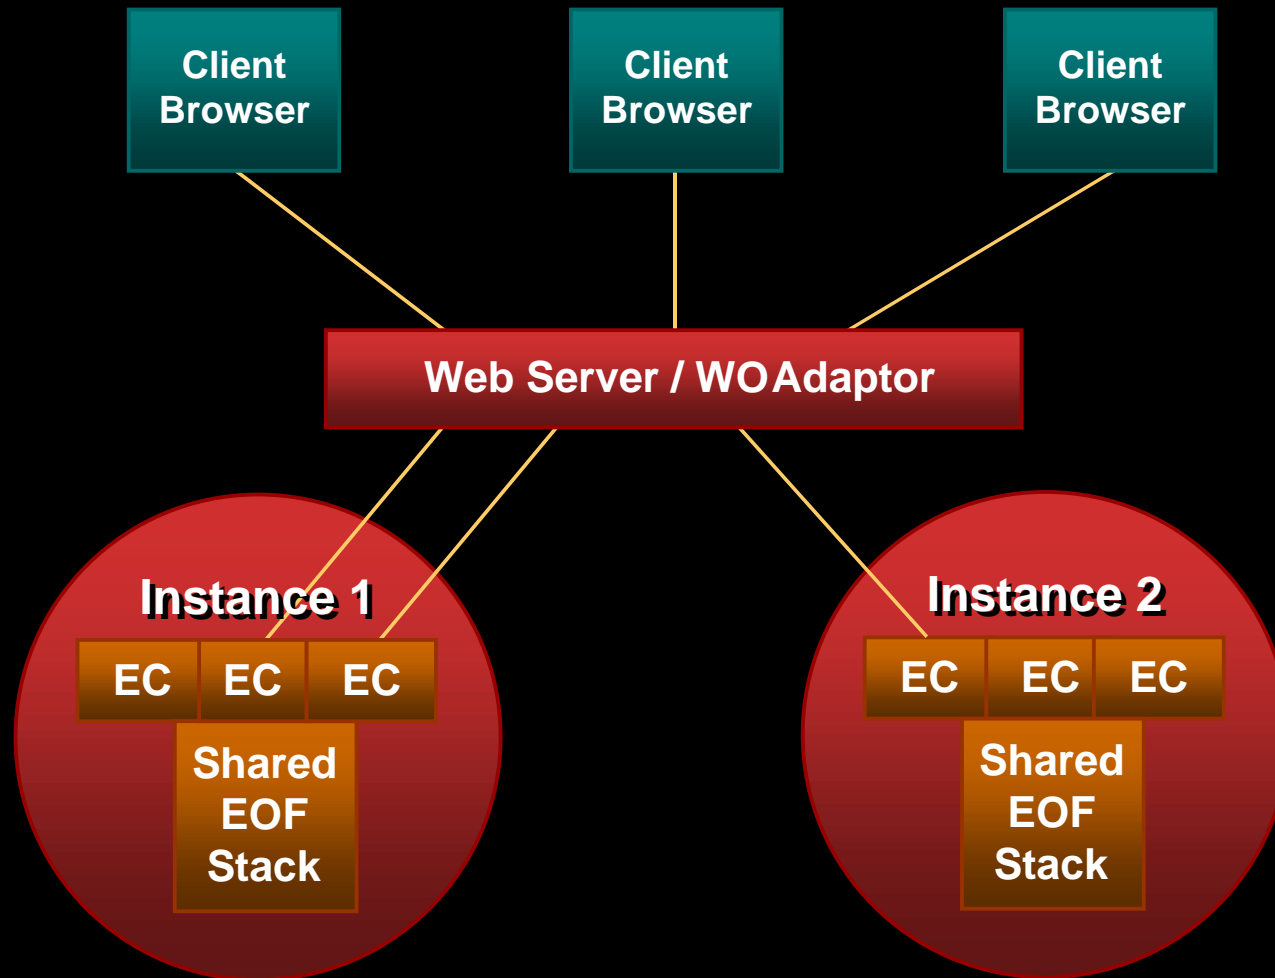 Client
Browser
Client
Browser
Client
Browser
Web Server / WOAdaptor
Instance 1
EC EC EC
Shared
EOF
Stack
Instance 2
EC EC EC
Shared
EOF
Stack